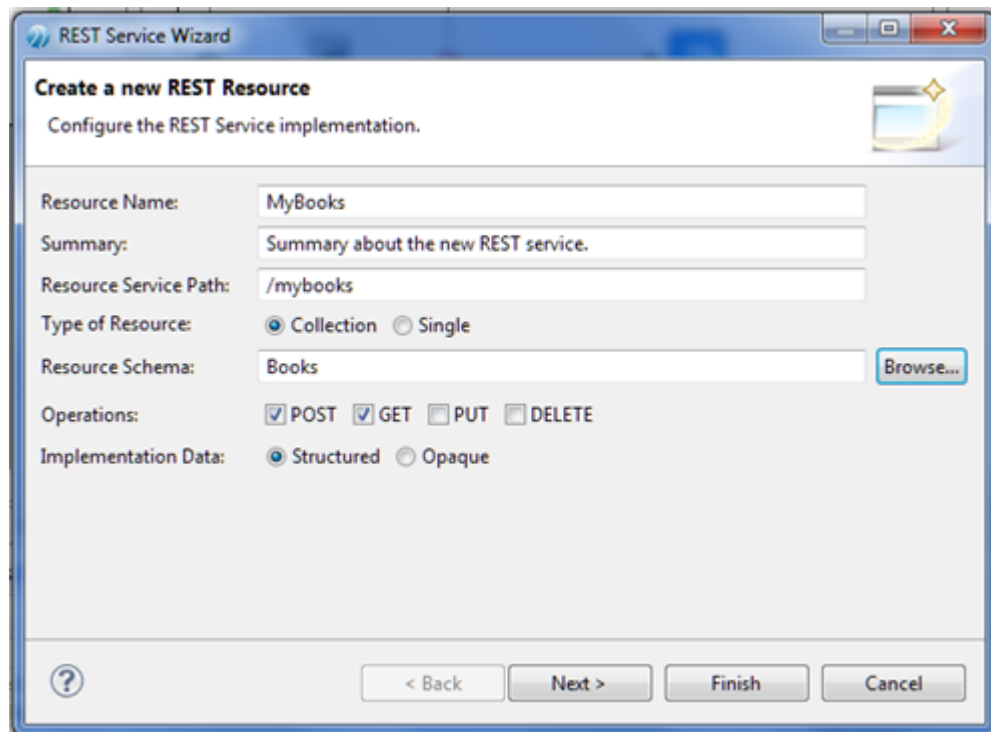 REST Service Wizard
Create a new REST Resource
Configure the REST Service implementation.
Resource Name: MyBooks
Summary: Summary about the new REST service.
Resource Service Path: /mybooks
Type of Resource: Collection Single
Resource Schema: Books Browse...
Operations: POST GET PUT DELETE
Implementation Data: Structured Opaque
? < Back Next > Finish Cancel